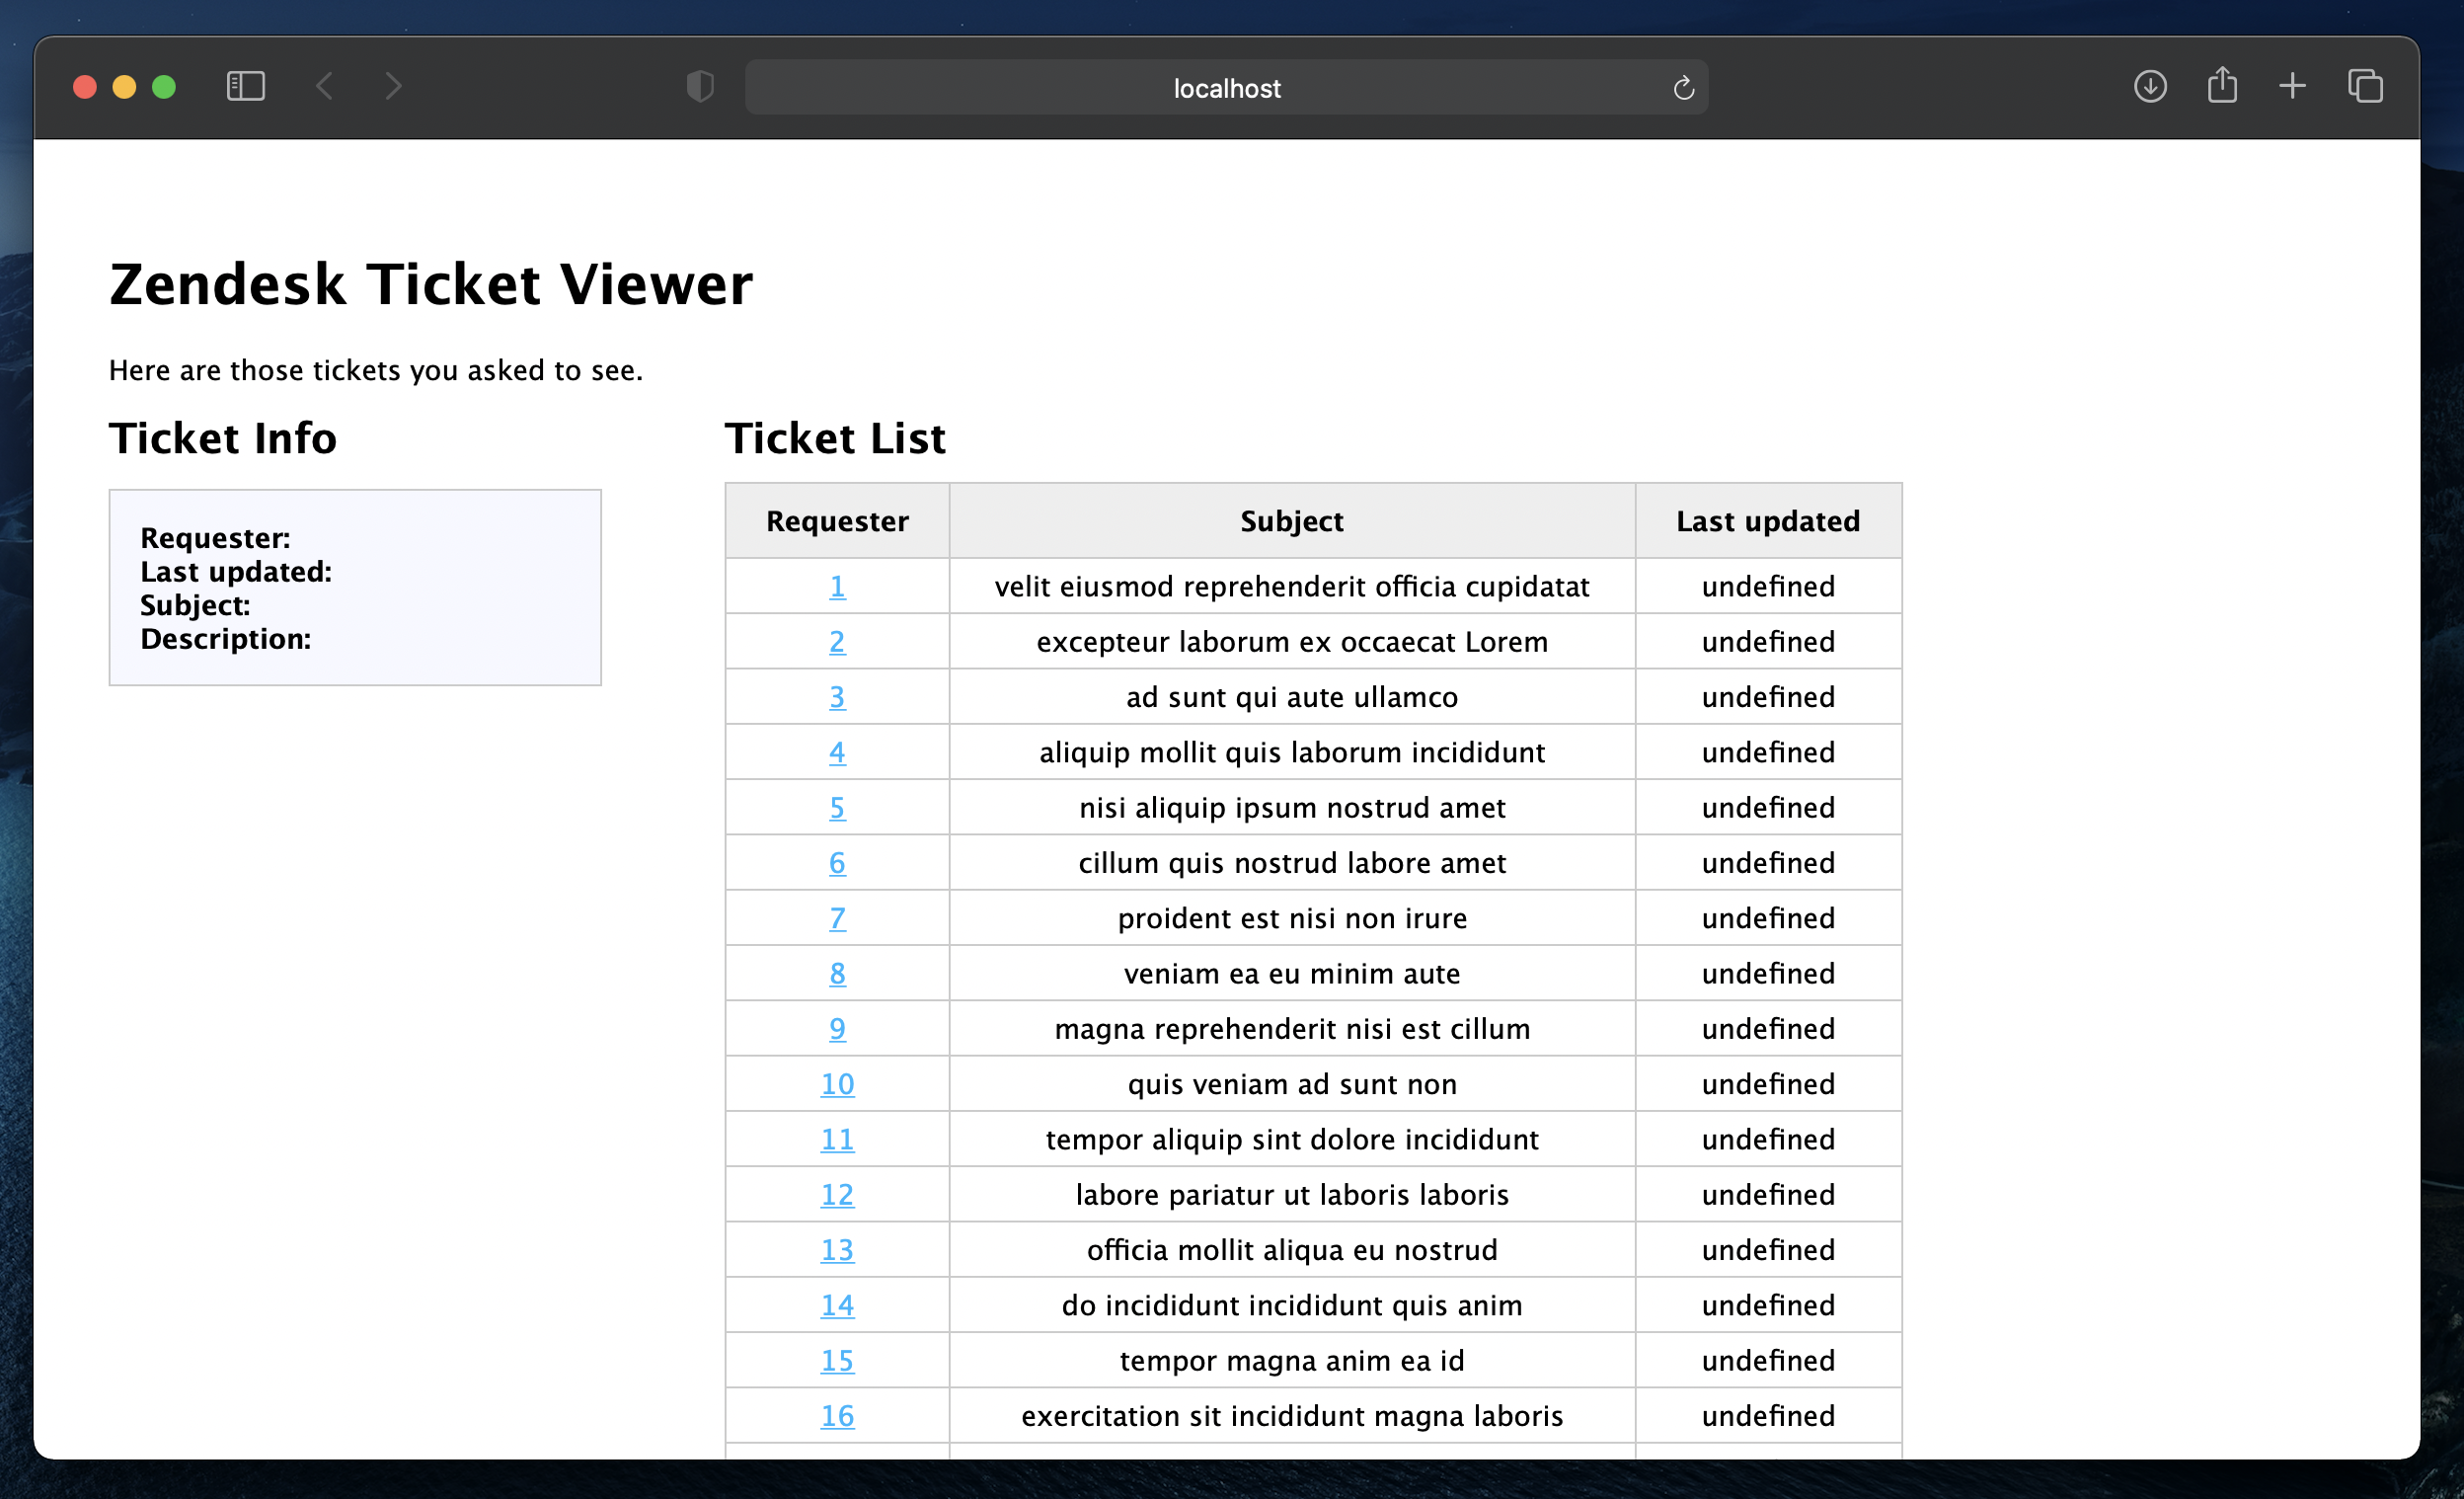 localhost
Zendesk Ticket Viewer
Here are those tickets you asked to see.
Ticket Info
Requester:
Last updated:
Subject:
Description:
Ticket List
Requester Subject Last updated
1 velit eiusmod reprehenderit officia cupidatat undefined
2 excepteur laborum ex occaecat Lorem undefined
3 ad sunt qui aute ullamco undefined
4 aliquip mollit quis laborum incididunt undefined
5 nisi aliquip ipsum nostrud amet undefined
6 cillum quis nostrud labore amet undefined
7 proident est nisi non irure undefined
8 veniam ea eu minim aute undefined
9 magna reprehenderit nisi est cillum undefined
10 quis veniam ad sunt non undefined
11 tempor aliquip sint dolore incididunt undefined
12 labore pariatur ut laboris laboris undefined
13 officia mollit aliqua eu nostrud undefined
14 do incididunt incididunt quis anim undefined
15 tempor magna anim ea id undefined
16 exercitation sit incididunt magna laboris undefined